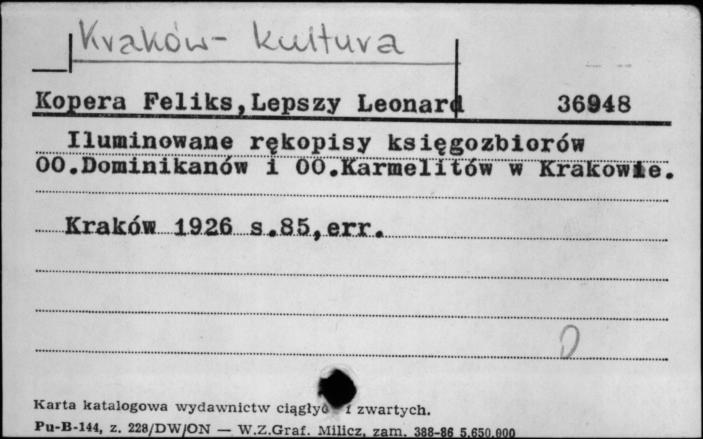 Kraków - kultura
Kopera Feliks, Lepszy Leonard 36948
Iluminowane rękopisy księgozbiorów
OO.Dominikanów i OO.Karmelitów w Krakowie.
Kraków 1926 s.85,err.
D
Karta katalogowa wydawnictw i zwartych.
Pu-B-144, z. 228/DW/ON — W.Z.Graf. Milicz, zam. 388-86 5.650.000